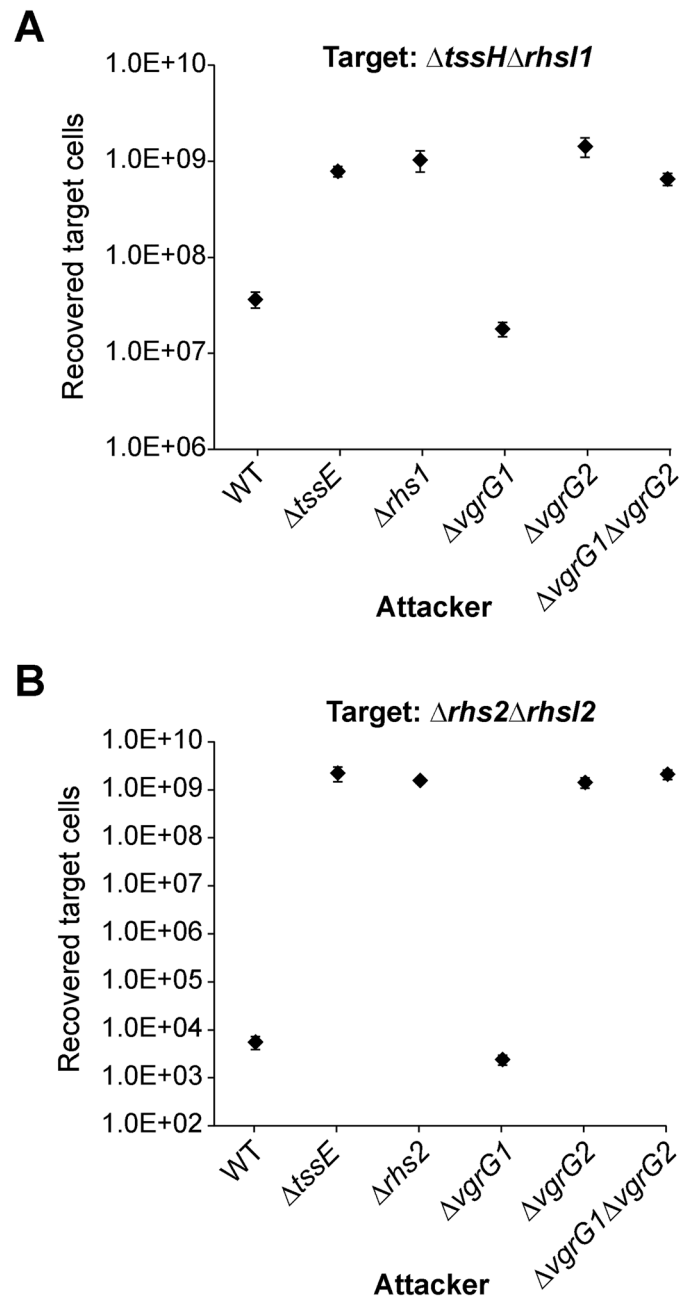 A
Target: ΔtssHΔrhsI1
Recovered target cells
1.0E+10
1.0E+09
1.0E+08
1.0E+07
1.0E+06
WT
ΔtssE
Δrhs1
ΔvgrG1
ΔvgrG2
ΔvgrG1ΔvgrG2
Attacker
B
Target: Δrhs2ΔrhsI2
Recovered target cells
1.0E+10
1.0E+09
1.0E+08
1.0E+07
1.0E+06
1.0E+05
1.0E+04
1.0E+03
1.0E+02
WT
ΔtssE
Δrhs2
ΔvgrG1
ΔvgrG2
ΔvgrG1ΔvgrG2
Attacker